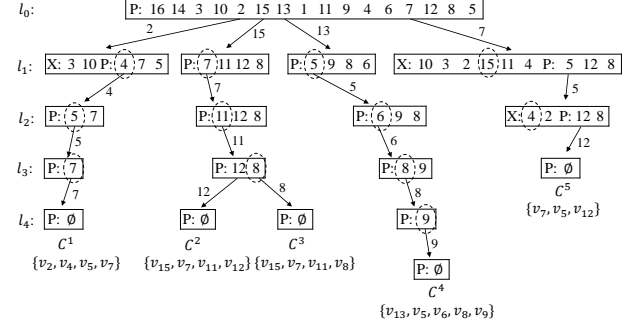 l₀: P: 16 14 3 10 2 15 13 1 11 9 4 6 7 12 8 5
2 15 13 7
l₁: X: 3 10 P: 4 7 5 P: 7 11 12 8 P: 5 9 8 6 X: 10 3 2 15 11 4 P: 5 12 8
4 7 5 5
l₂: P: 5 7 P: 11 12 8 P: 6 9 8 X: 4 2 P: 12 8
5 11 6 12
l₃: P: 7 P: 12 8 P: 8 9 P: ∅
7 12 8 8 C⁵
{v₇, v₅, v₁₂}
l₄: P: ∅ P: ∅ P: ∅ P: 9
C¹ C² C³ 9
{v₂, v₄, v₅, v₇} {v₁₅, v₇, v₁₁, v₁₂} {v₁₅, v₇, v₁₁, v₈} P: ∅
C⁴
{v₁₃, v₅, v₆, v₈, v₉}